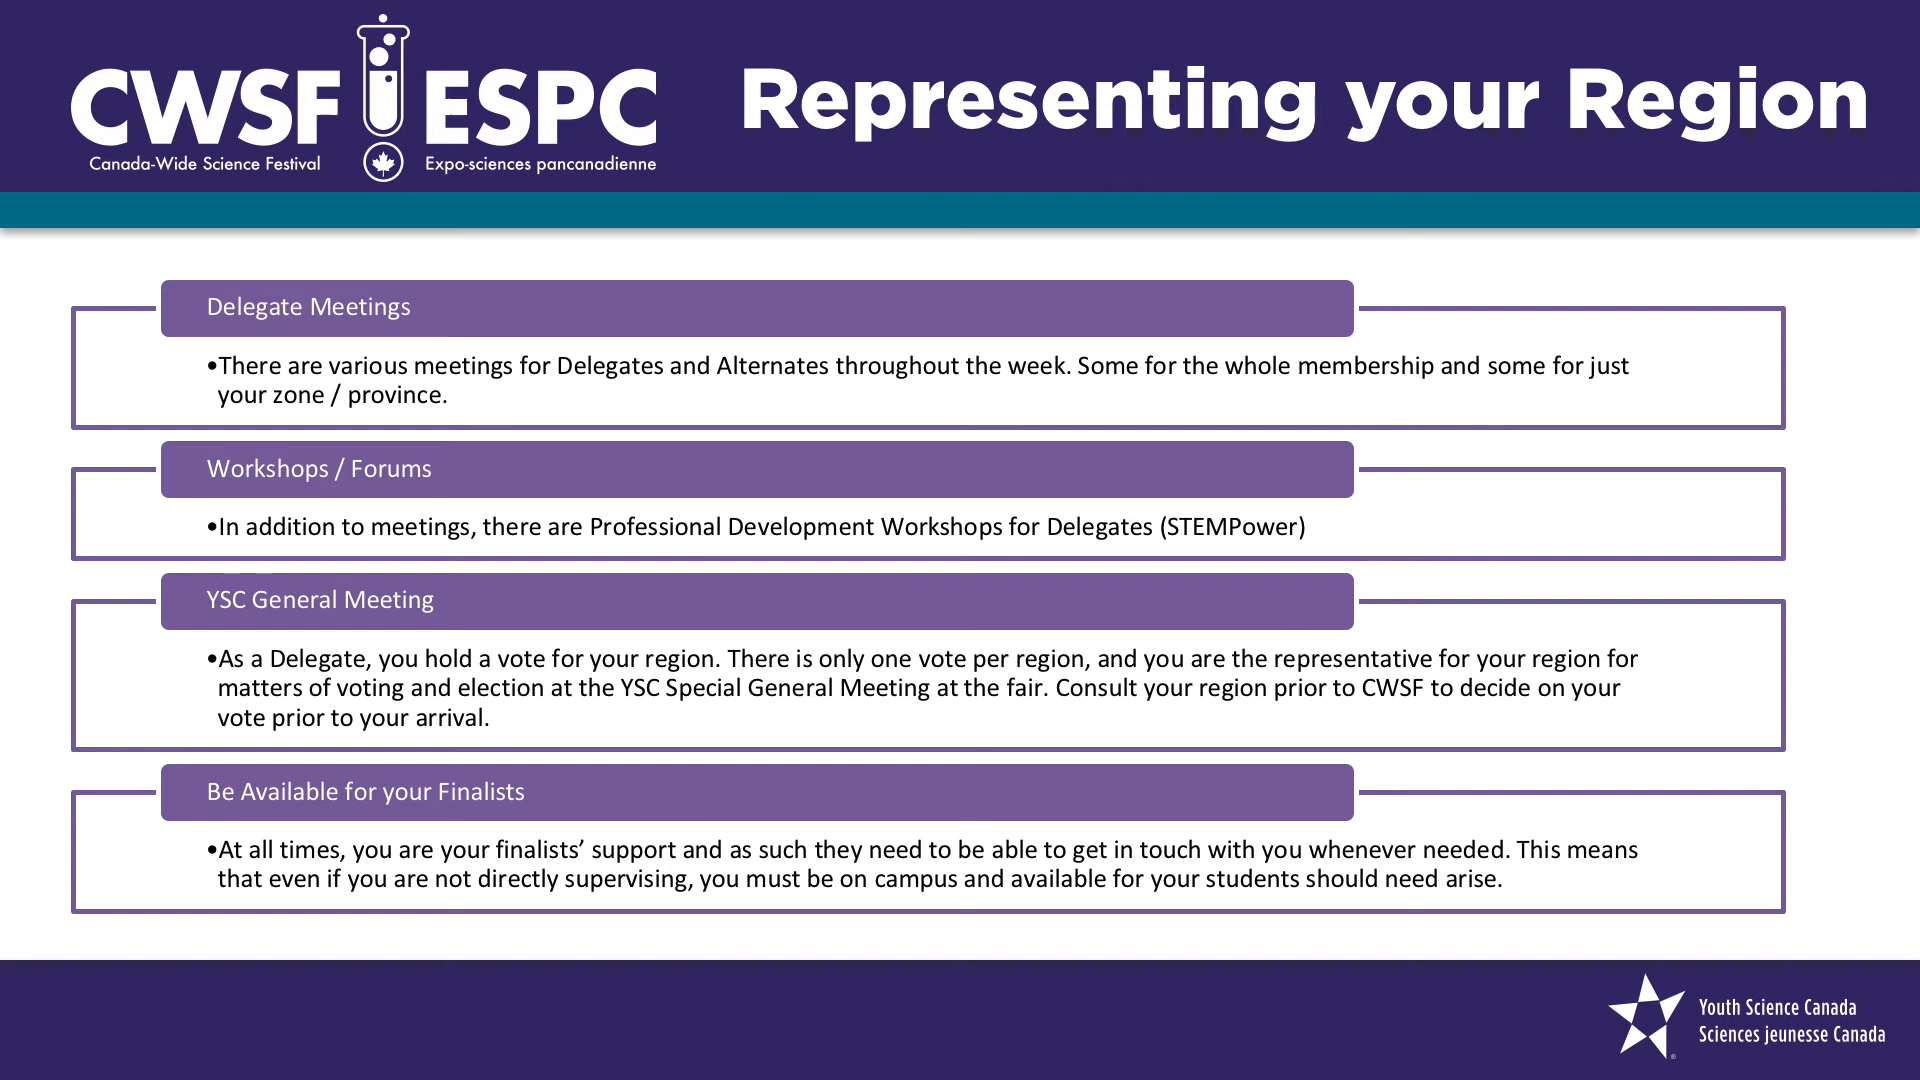 CWSF ESPC
Canada-Wide Science Festival
Expo-sciences pancanadienne
Representing your Region
Delegate Meetings
•There are various meetings for Delegates and Alternates throughout the week. Some for the whole membership and some for just
your zone / province.
Workshops / Forums
•In addition to meetings, there are Professional Development Workshops for Delegates (STEMPower)
YSC General Meeting
•As a Delegate, you hold a vote for your region. There is only one vote per region, and you are the representative for your region for
matters of voting and election at the YSC Special General Meeting at the fair. Consult your region prior to CWSF to decide on your
vote prior to your arrival.
Be Available for your Finalists
•At all times, you are your finalists’ support and as such they need to be able to get in touch with you whenever needed. This means
that even if you are not directly supervising, you must be on campus and available for your students should need arise.
Youth Science Canada
Sciences jeunesse Canada
®